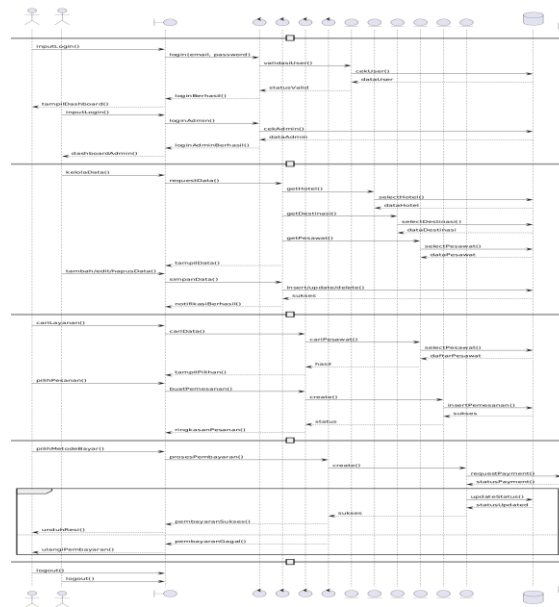 inputLogin()
login(email, password)
validasiUser()
cekUser()
dataUser
statusValid
loginBerhasil()
tampilDashboard()
inputLogin()
loginAdmin()
cekAdmin()
dataAdmin
loginAdminBerhasil()
dashboardAdmin()
kelolaData()
requestData()
getHotel()
selectHotel()
dataHotel
getDestinasi()
selectDestinasi()
dataDestinasi
getPesawat()
selectPesawat()
dataPesawat
tampilData()
tambah/edit/hapusData()
simpanData()
insert/update/delete()
sukses
notifikasiBerhasil()
cariLayanan()
cariData()
cariPesawat()
selectPesawat()
daftarPesawat
hasil
tampilPilihan()
pilihPesanan()
buatPemesanan()
create()
insertPemesanan()
sukses
status
ringkasanPesanan()
pilihMetodeBayar()
prosesPembayaran()
create()
requestPayment()
statusPayment()
updateStatus()
statusUpdated
sukses
pembayaranSukses()
unduhResi()
pembayaranGagal()
ulangiPembayaran()
logout()
logout()